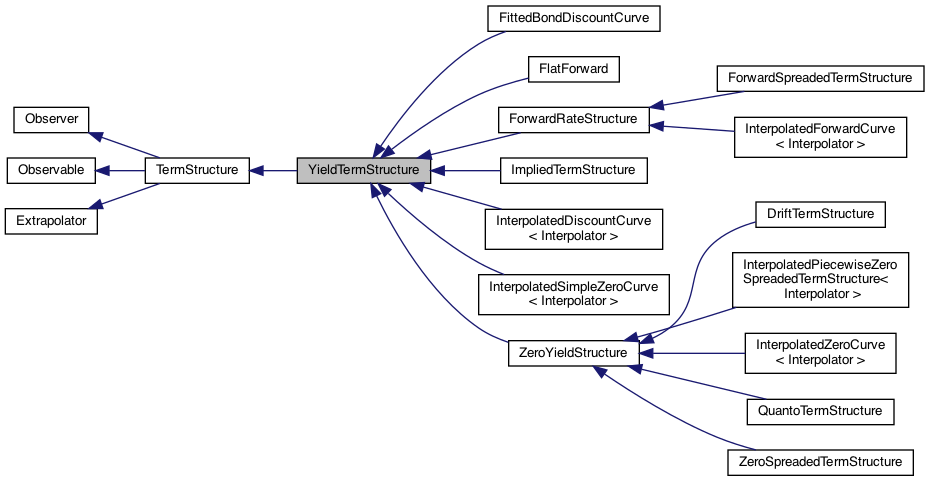 FittedBondDiscountCurve
FlatForward
ForwardSpreadedTermStructure
Observer
ForwardRateStructure
InterpolatedForwardCurve
< Interpolator >
Observable
TermStructure
YieldTermStructure
ImpliedTermStructure
Extrapolator
InterpolatedDiscountCurve
< Interpolator >
DriftTermStructure
InterpolatedPiecewiseZero
SpreadedTermStructure<
Interpolator >
InterpolatedSimpleZeroCurve
< Interpolator >
ZeroYieldStructure
InterpolatedZeroCurve
< Interpolator >
QuantoTermStructure
ZeroSpreadedTermStructure